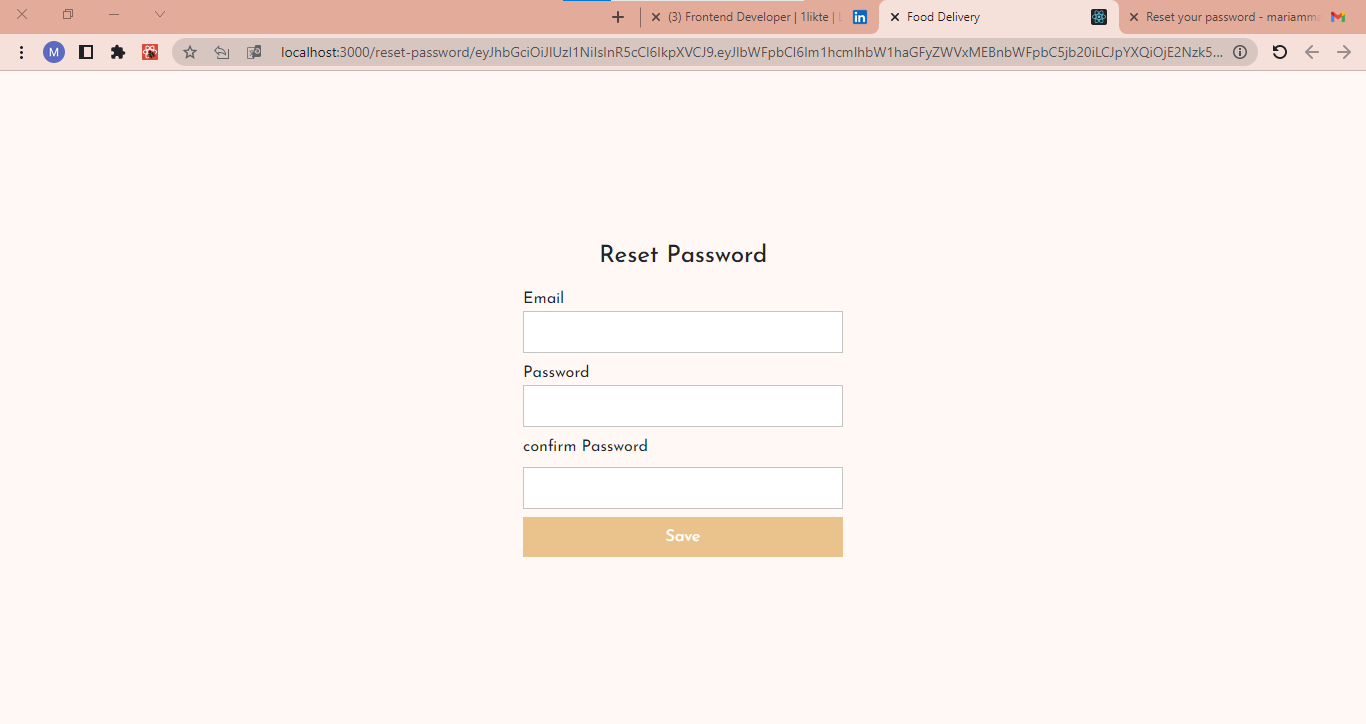 (3) Frontend Developer | 1likte |
Food Delivery
Reset your password - mariamma
M
localhost:3000/reset-password/eyJhbGciOiJIUzI1NiIsInR5cCI6IkpXVCJ9.eyJlbWFpbCI6Im1hcmlhbW1haGFyZWVxMEBnbWFpbC5jb20iLCJpYXQiOjE2Nzk5...
Reset Password
Email
Password
confirm Password
Save